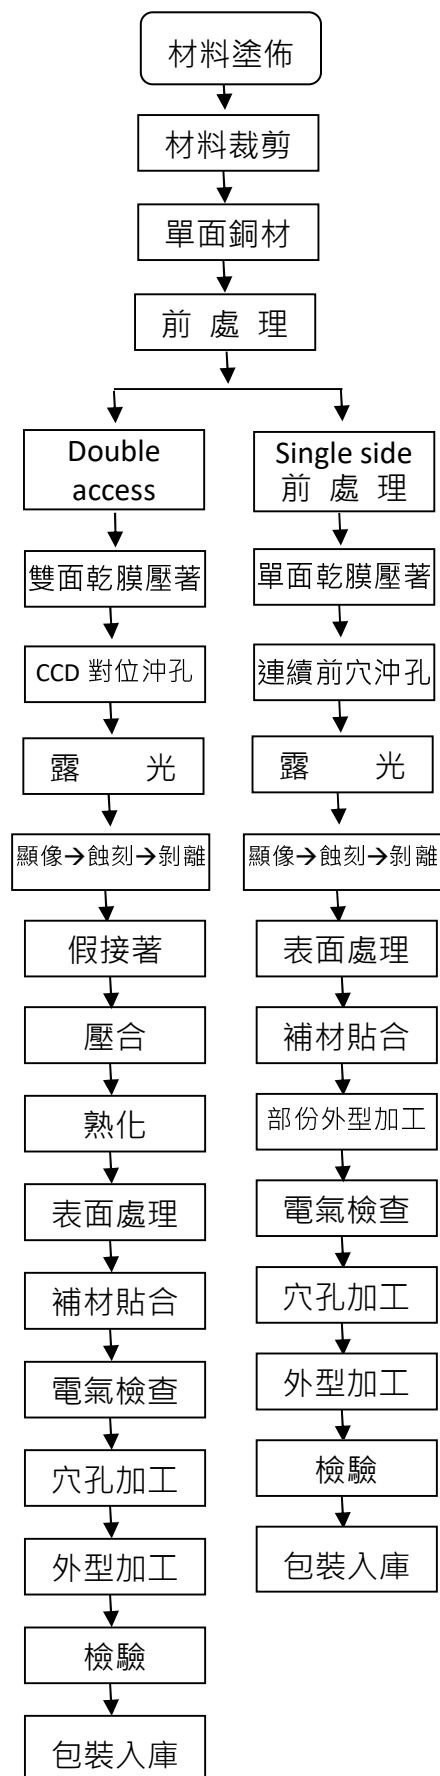 材料塗佈
材料裁剪
單面銅材
前 處 理
Double
access
雙面乾膜壓著
CCD 對位沖孔
露 光
顯像→蝕刻→剝離
假接著
壓合
熟化
表面處理
補材貼合
電氣檢查
穴孔加工
外型加工
檢驗
包裝入庫
Single side
前 處 理
單面乾膜壓著
連續前穴沖孔
露 光
顯像→蝕刻→剝離
表面處理
補材貼合
部份外型加工
電氣檢查
穴孔加工
外型加工
檢驗
包裝入庫